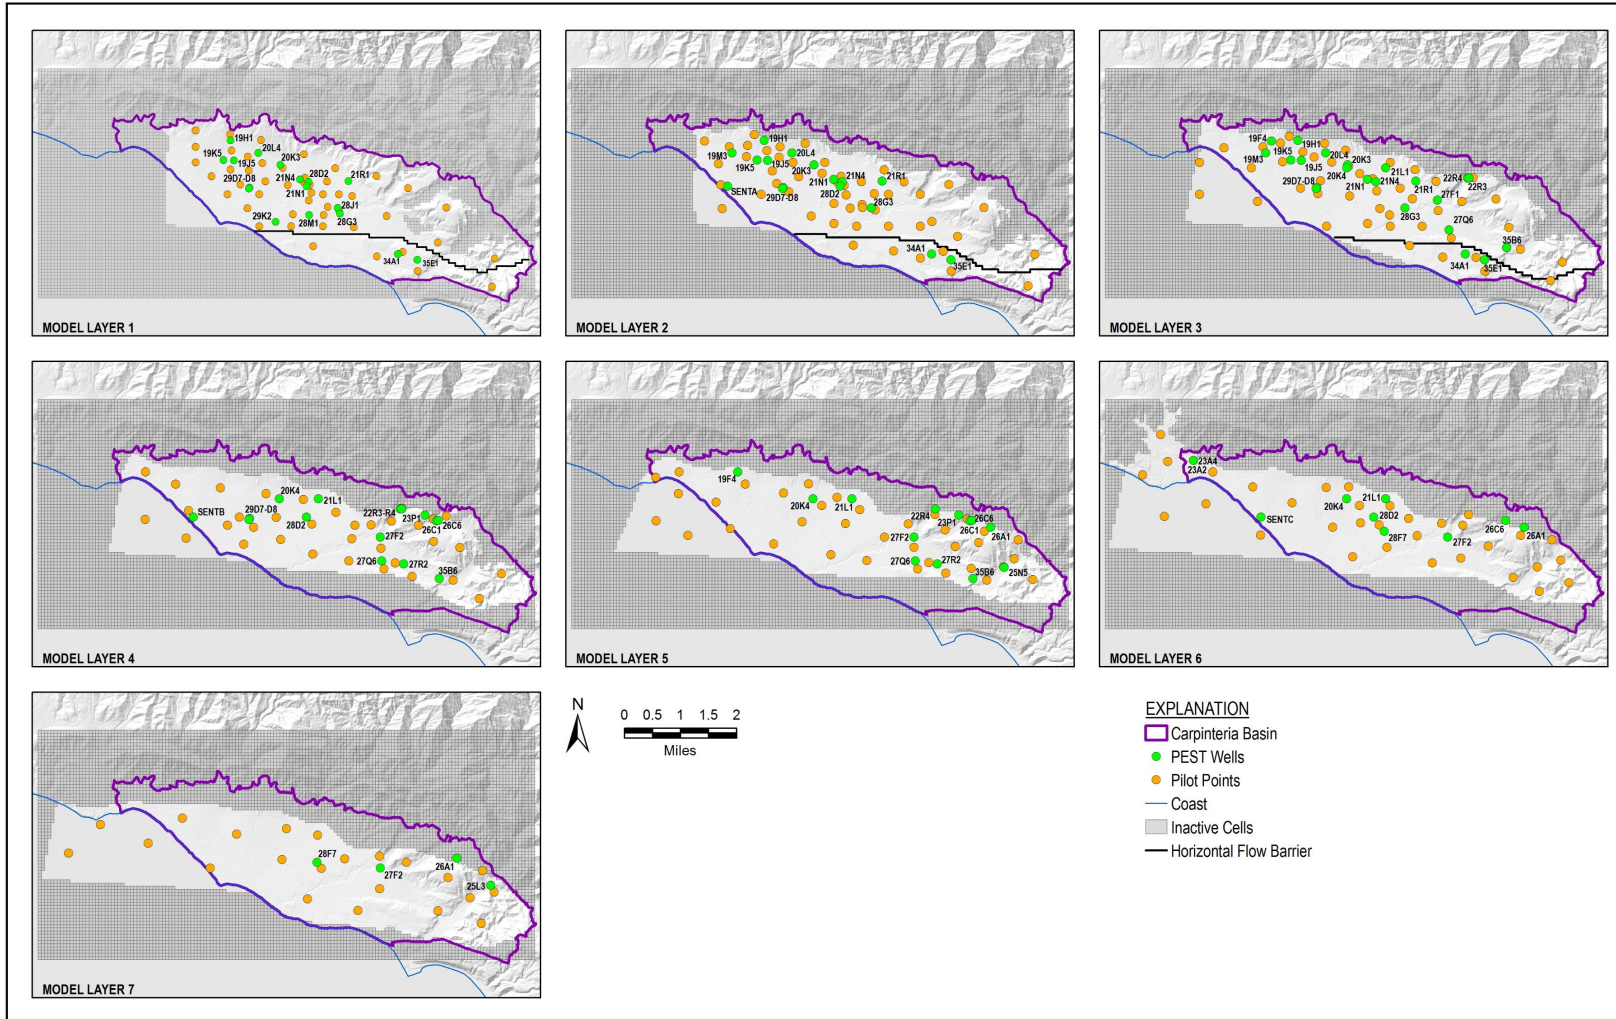 19H1
20L4
19K5
19J5
20K3
29D7-D8
28D2
21N4
21R1
21N1
28J1
29K2
28M1
28G3
34A1
35E1
MODEL LAYER 1
19H1
19M3
20L4
19K5
19J5
20K3
21N1
21N4
21R1
SENTA
28D2
29D7-D8
28G3
34A1
35E1
MODEL LAYER 2
19F4
19H1
19K5
20L4
19M3
19J5
20K3
20K4
21L1
29D7-D8
21N1
21N4
21R1
22R4
22R3
27F1
28G3
27Q6
35B6
34A1
35E1
MODEL LAYER 3
20K4
21L1
SENTB
29D7-D8
28D2
22R3-R4
23P1
26C6
26C1
27F2
27Q6
27R2
35B6
MODEL LAYER 4
19F4
20K4
21L1
22R4
23P1
26C6
26C1
26A1
27F2
27Q6
27R2
35B6
25N5
MODEL LAYER 5
23A4
23A2
20K4
21L1
SENTC
28D2
28F7
27F2
26C6
26A1
MODEL LAYER 6
28F7
27F2
26A1
25L3
MODEL LAYER 7
N
0 0.5 1 1.5 2
Miles
EXPLANATION
Carpinteria Basin
PEST Wells
Pilot Points
Coast
Inactive Cells
Horizontal Flow Barrier